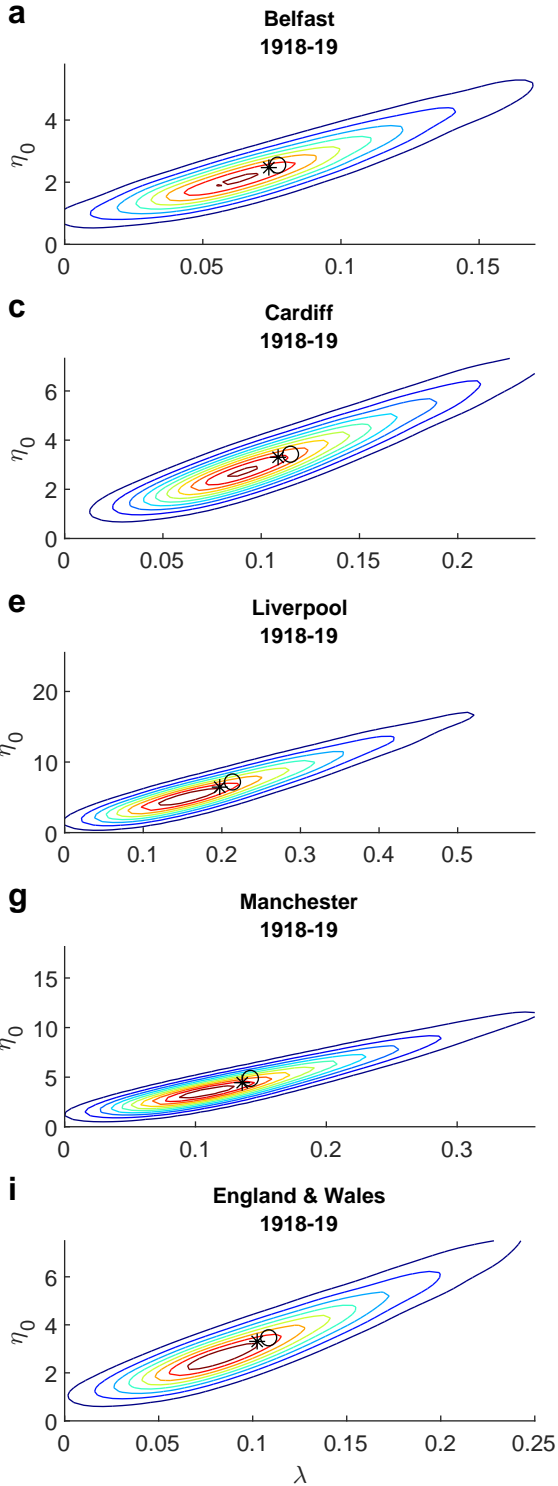 a
Belfast
1918-19
4
2
0
η0
0 0.05 0.1 0.15
c
Cardiff
1918-19
6
4
2
0
η0
0 0.05 0.1 0.15 0.2
e
Liverpool
1918-19
20
10
0
η0
0 0.1 0.2 0.3 0.4 0.5
g
Manchester
1918-19
15
10
5
0
η0
0 0.1 0.2 0.3
i
England & Wales
1918-19
6
4
2
0
η0
0 0.05 0.1 0.15 0.2 0.25
λ